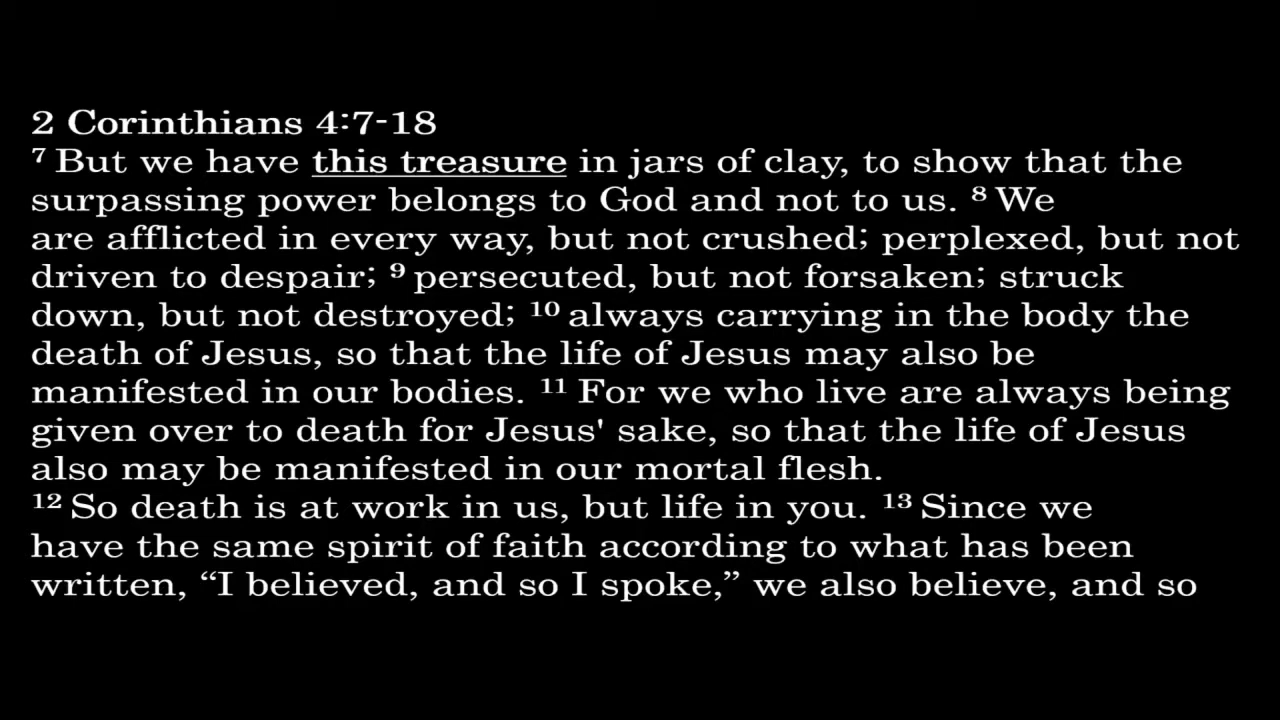 2 Corinthians 4:7-18
⁷ But we have this treasure in jars of clay, to show that the
surpassing power belongs to God and not to us. ⁸ We
are afflicted in every way, but not crushed; perplexed, but not
driven to despair; ⁹ persecuted, but not forsaken; struck
down, but not destroyed; ¹⁰ always carrying in the body the
death of Jesus, so that the life of Jesus may also be
manifested in our bodies. ¹¹ For we who live are always being
given over to death for Jesus' sake, so that the life of Jesus
also may be manifested in our mortal flesh.
¹² So death is at work in us, but life in you. ¹³ Since we
have the same spirit of faith according to what has been
written, “I believed, and so I spoke,” we also believe, and so